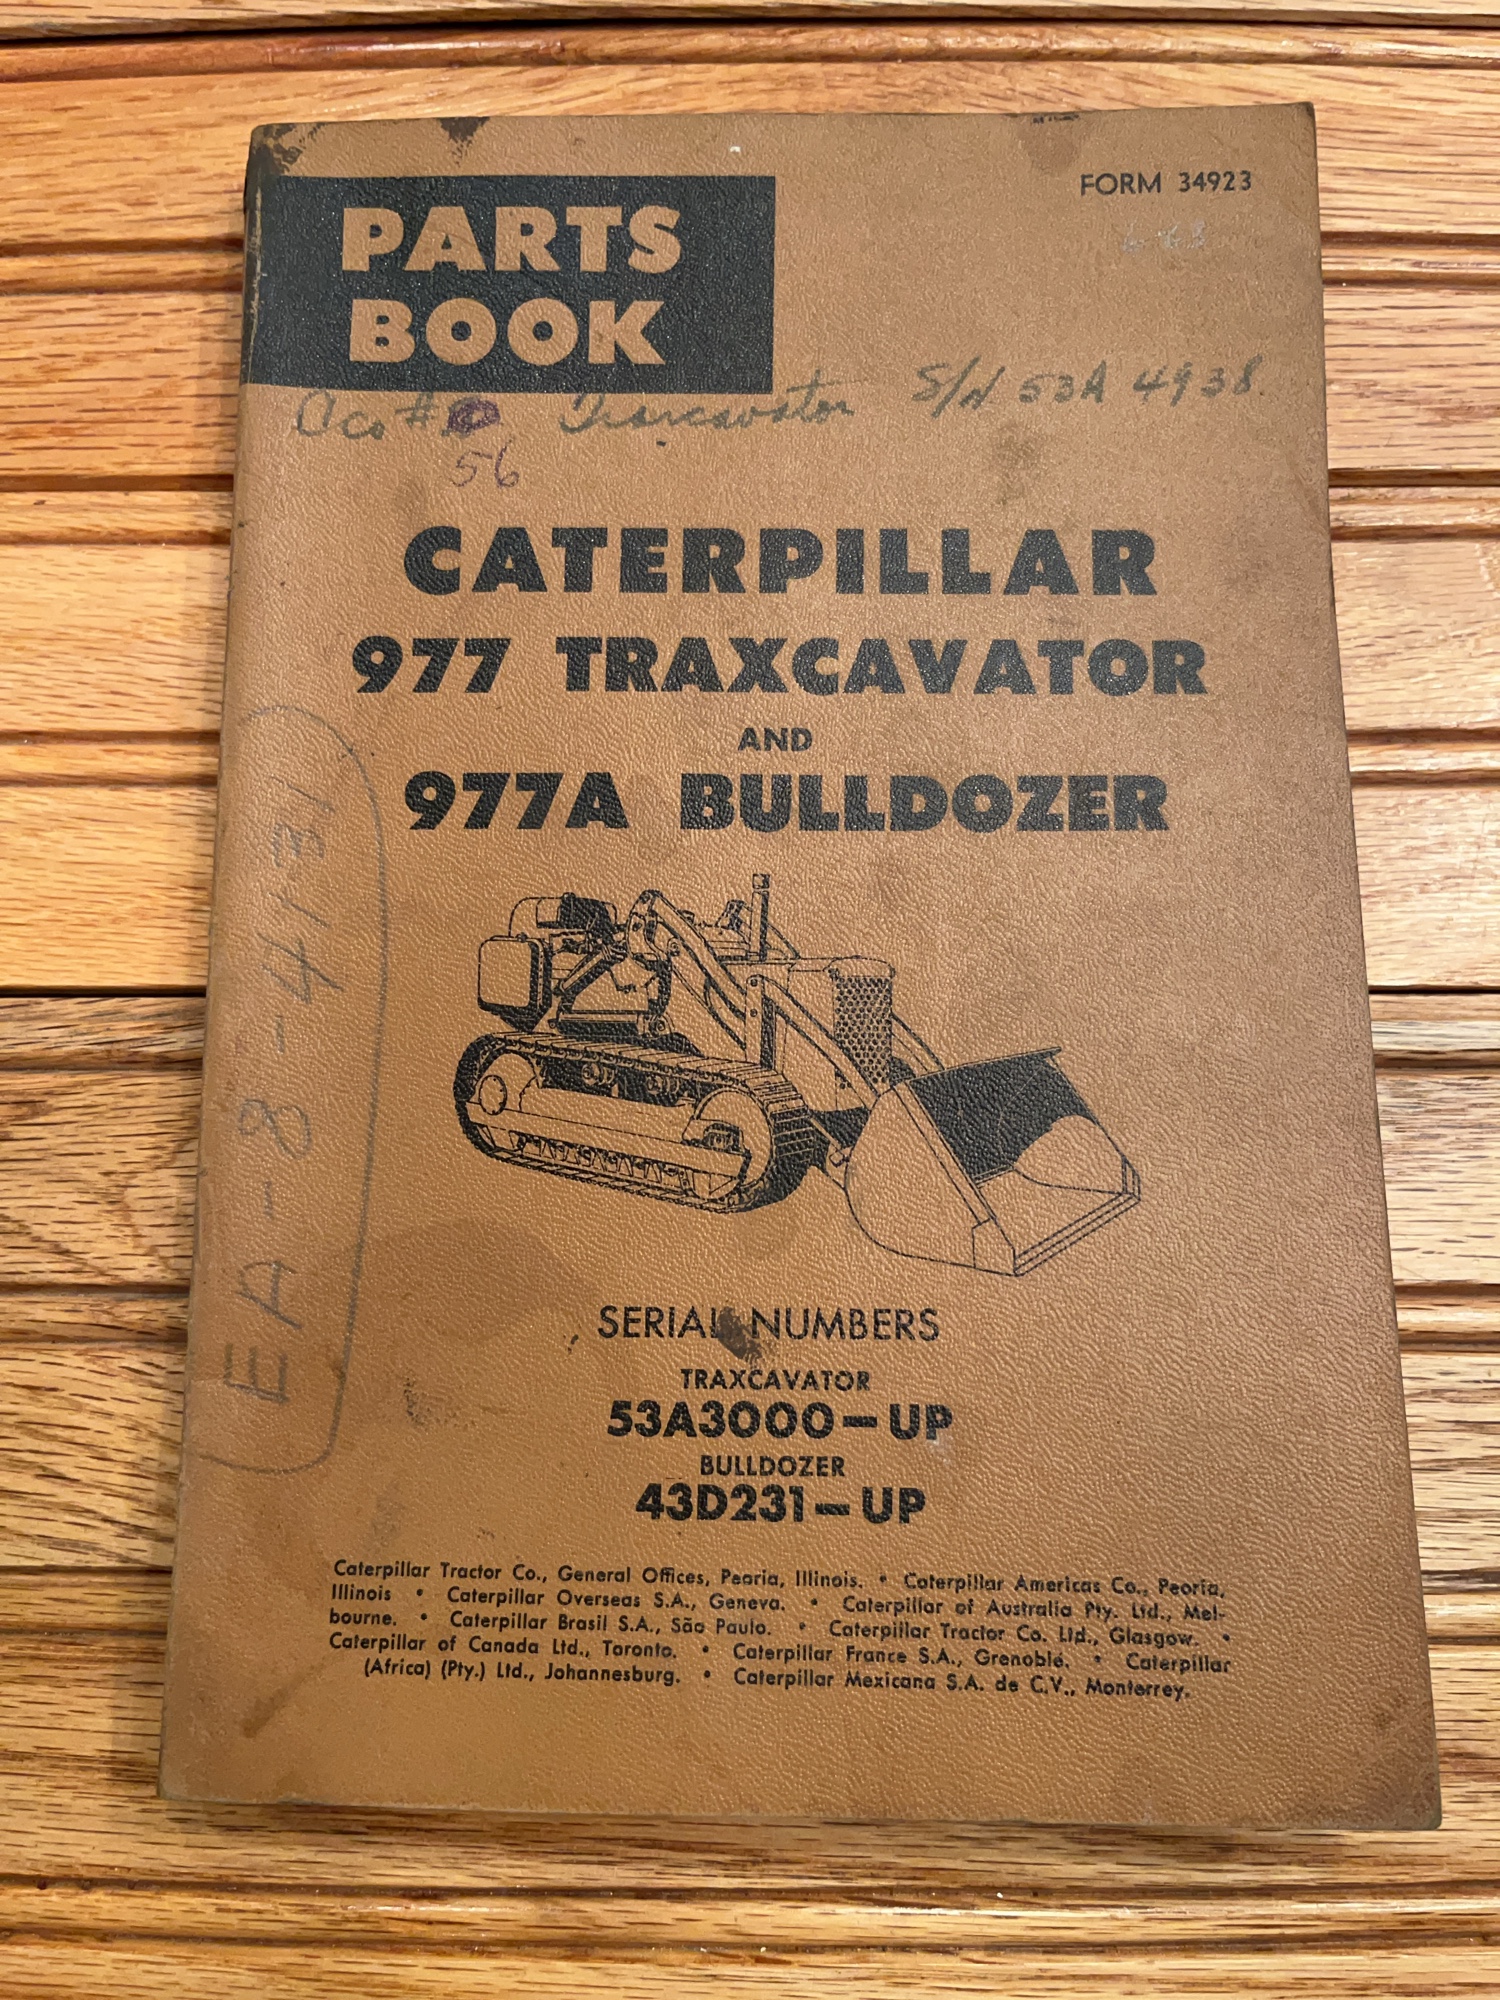 PARTS
BOOK
FORM 34923
Traxcavator S/N 53A 4938
56
CATERPILLAR
977 TRAXCAVATOR
AND
977A BULLDOZER
EA-8-4131
SERIAL NUMBERS
TRAXCAVATOR
53A3000-UP
BULLDOZER
43D231-UP
Caterpillar Tractor Co., General Offices, Peoria, Illinois. • Caterpillar Americas Co., Peoria,
Illinois • Caterpillar Overseas S.A., Geneva. • Caterpillar of Australia Pty. Ltd., Mel-
bourne. • Caterpillar Brasil S.A., São Paulo. • Caterpillar Tractor Co. Ltd., Glasgow. •
Caterpillar of Canada Ltd., Toronto. • Caterpillar France S.A., Grenoble. • Caterpillar
(Africa) (Pty.) Ltd., Johannesburg. • Caterpillar Mexicana S.A. de C.V., Monterrey.